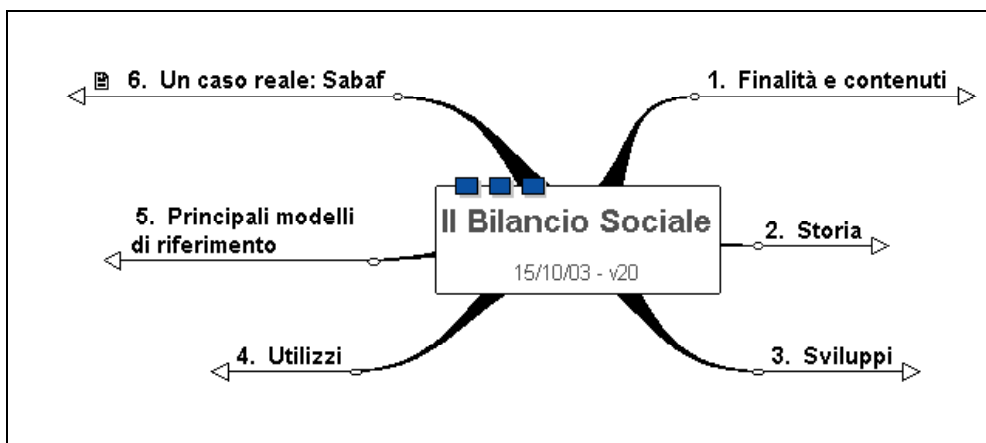 Il Bilancio Sociale
15/10/03 - v20
1. Finalità e contenuti
2. Storia
3. Sviluppi
4. Utilizzi
5. Principali modelli
di riferimento
6. Un caso reale: Sabaf